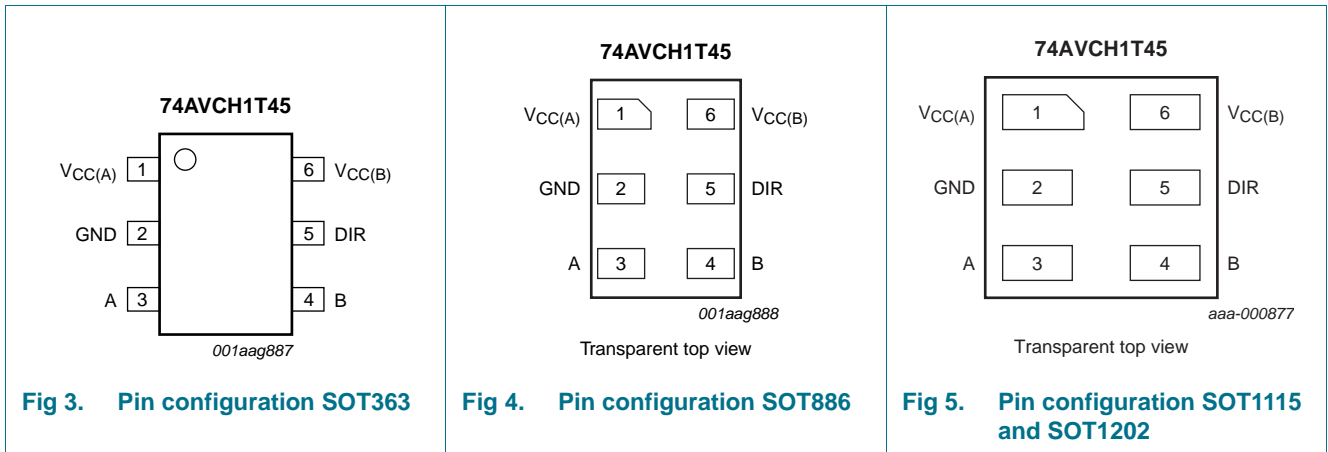 74AVCH1T45
VCC(A) 1 6 VCC(B)
GND 2 5 DIR
A 3 4 B
001aag887
Fig 3. Pin configuration SOT363
74AVCH1T45
VCC(A) 1 6 VCC(B)
GND 2 5 DIR
A 3 4 B
001aag888
Transparent top view
Fig 4. Pin configuration SOT886
74AVCH1T45
VCC(A) 1 6 VCC(B)
GND 2 5 DIR
A 3 4 B
aaa-000877
Transparent top view
Fig 5. Pin configuration SOT1115
and SOT1202